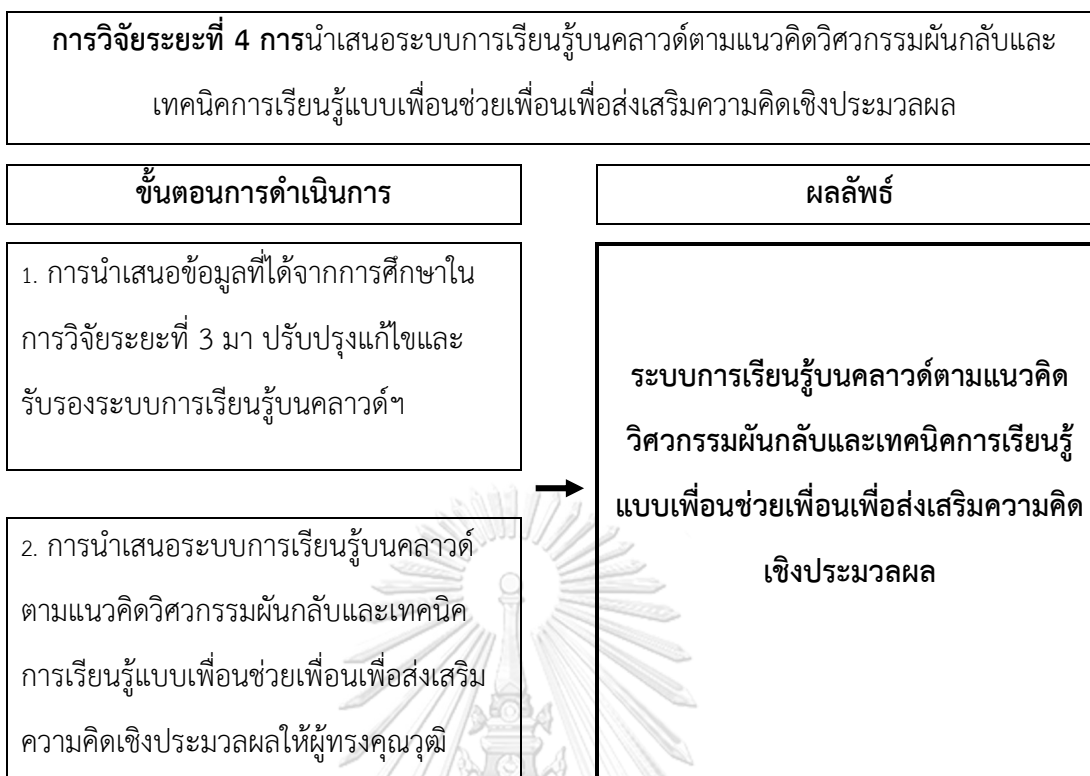 การวิจัยระยะที่ 4 การนำเสนอระบบการเรียนรู้บนคลาวด์ตามแนวคิดวิศวกรรมผันกลับและ
เทคนิคการเรียนรู้แบบเพื่อนช่วยเพื่อนเพื่อส่งเสริมความคิดเชิงประมวลผล
ขั้นตอนการดำเนินการ
ผลลัพธ์
1. การนำเสนอข้อมูลที่ได้จากการศึกษาใน
การวิจัยระยะที่ 3 มา ปรับปรุงแก้ไขและ
รับรองระบบการเรียนรู้บนคลาวด์ฯ
2. การนำเสนอระบบการเรียนรู้บนคลาวด์
ตามแนวคิดวิศวกรรมผันกลับและเทคนิค
การเรียนรู้แบบเพื่อนช่วยเพื่อนเพื่อส่งเสริม
ความคิดเชิงประมวลผลให้ผู้ทรงคุณวุฒิ
ระบบการเรียนรู้บนคลาวด์ตามแนวคิด
วิศวกรรมผันกลับและเทคนิคการเรียนรู้
แบบเพื่อนช่วยเพื่อนเพื่อส่งเสริมความคิด
เชิงประมวลผล